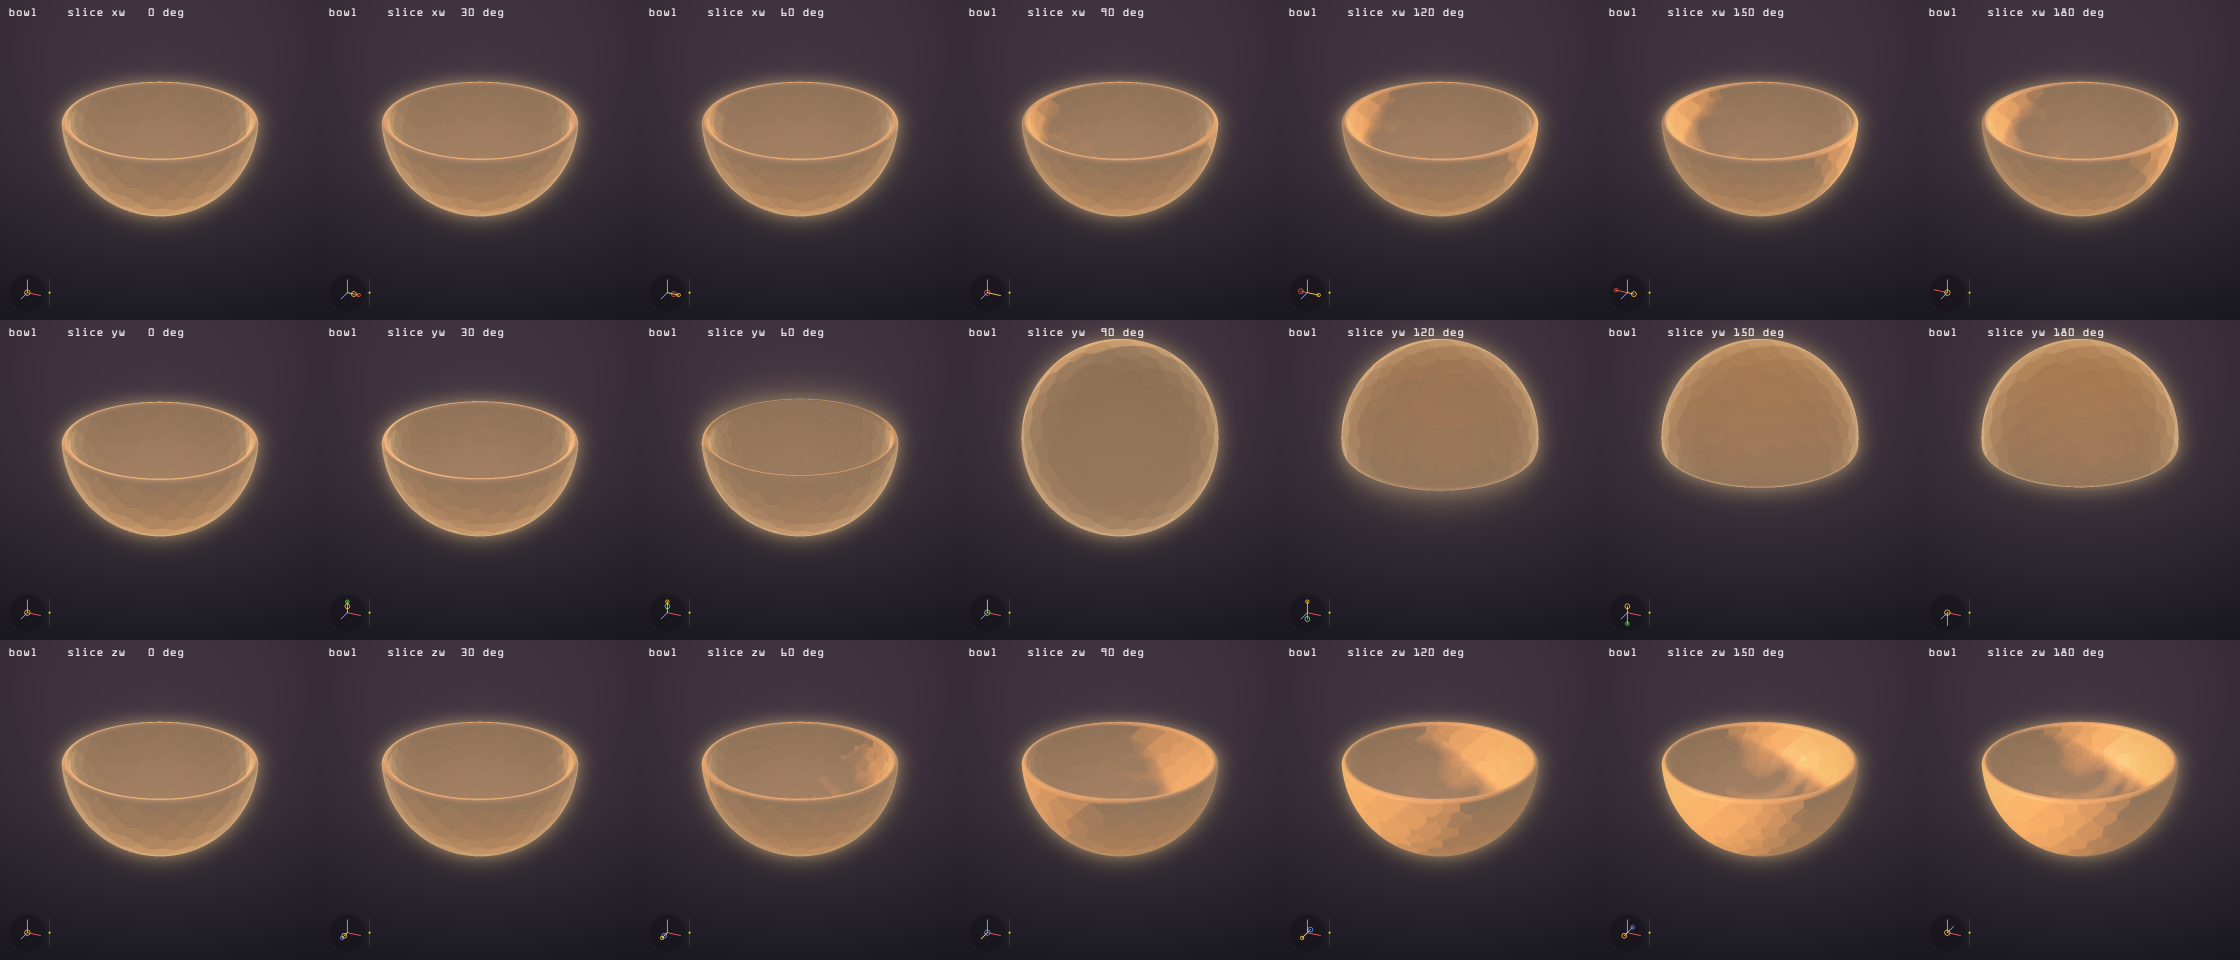 bowl slice xw 0 deg
bowl slice xw 30 deg
bowl slice xw 60 deg
bowl slice xw 90 deg
bowl slice xw 120 deg
bowl slice xw 150 deg
bowl slice xw 180 deg
bowl slice yw 0 deg
bowl slice yw 30 deg
bowl slice yw 60 deg
bowl slice yw 90 deg
bowl slice yw 120 deg
bowl slice yw 150 deg
bowl slice yw 180 deg
bowl slice zw 0 deg
bowl slice zw 30 deg
bowl slice zw 60 deg
bowl slice zw 90 deg
bowl slice zw 120 deg
bowl slice zw 150 deg
bowl slice zw 180 deg